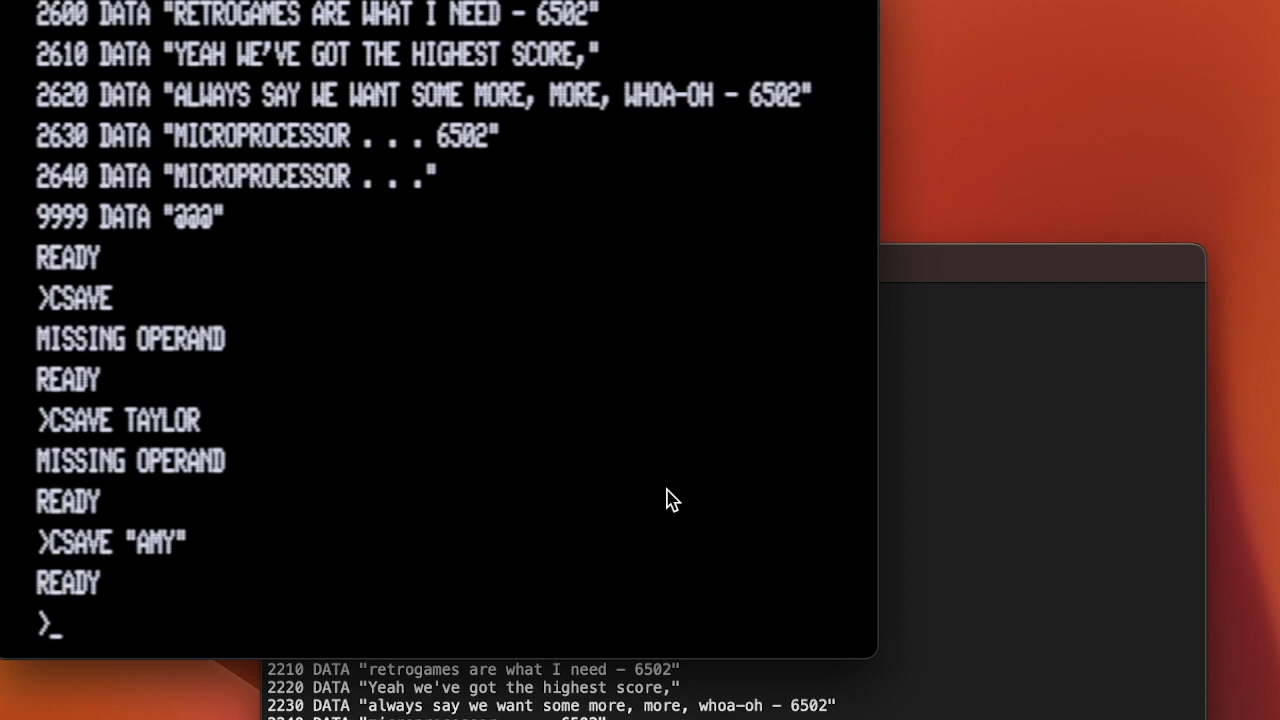 2600 DATA "RETROGAMES ARE WHAT I NEED - 6502"
2610 DATA "YEAH WE'VE GOT THE HIGHEST SCORE,"
2620 DATA "ALWAYS SAY WE WANT SOME MORE, MORE, WHOA-OH - 6502"
2630 DATA "MICROPROCESSOR . . . 6502"
2640 DATA "MICROPROCESSOR . . ."
9999 DATA "@@@"
READY
>CSAVE
MISSING OPERAND
READY
>CSAVE TAYLOR
MISSING OPERAND
READY
>CSAVE "AMY"
READY
>_
2210 DATA "retrogames are what I need - 6502"
2220 DATA "Yeah we've got the highest score,"
2230 DATA "always say we want some more, more, whoa-oh - 6502"